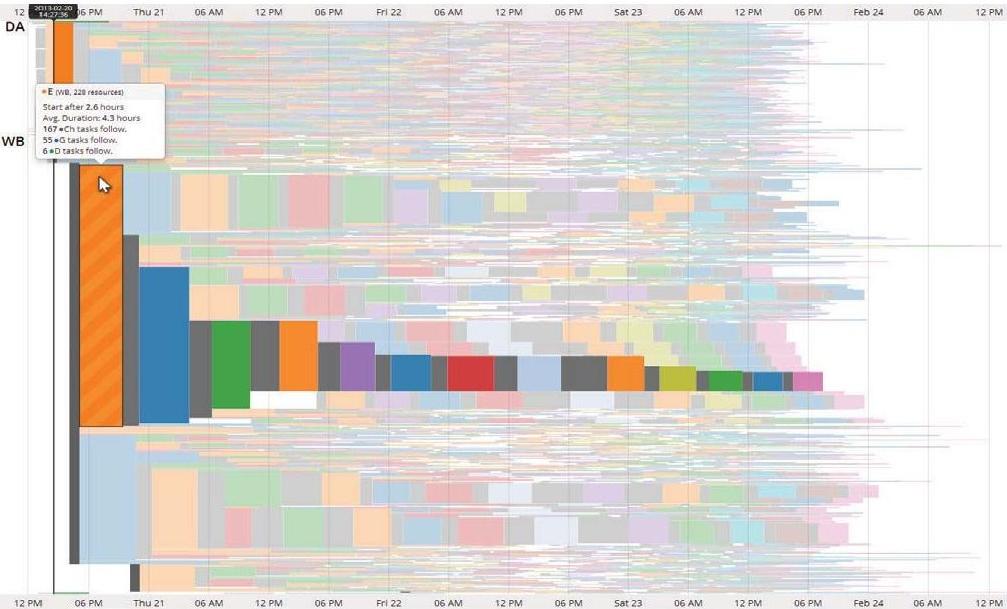 12
2013-02-20
14:27:36
06 PM Thu 21 06 AM 12 PM 06 PM Fri 22 06 AM 12 PM 06 PM Sat 23 06 AM 12 PM 06 PM Feb 24 06 AM 12 PM
DA
E (WB, 228 resources)
Start after 2.6 hours
Avg. Duration: 4.3 hours
167 Ch tasks follow.
55 G tasks follow.
6 D tasks follow.
WB
12 PM 06 PM Thu 21 06 AM 12 PM 06 PM Fri 22 06 AM 12 PM 06 PM Sat 23 06 AM 12 PM 06 PM Feb 24 06 AM 12 PM